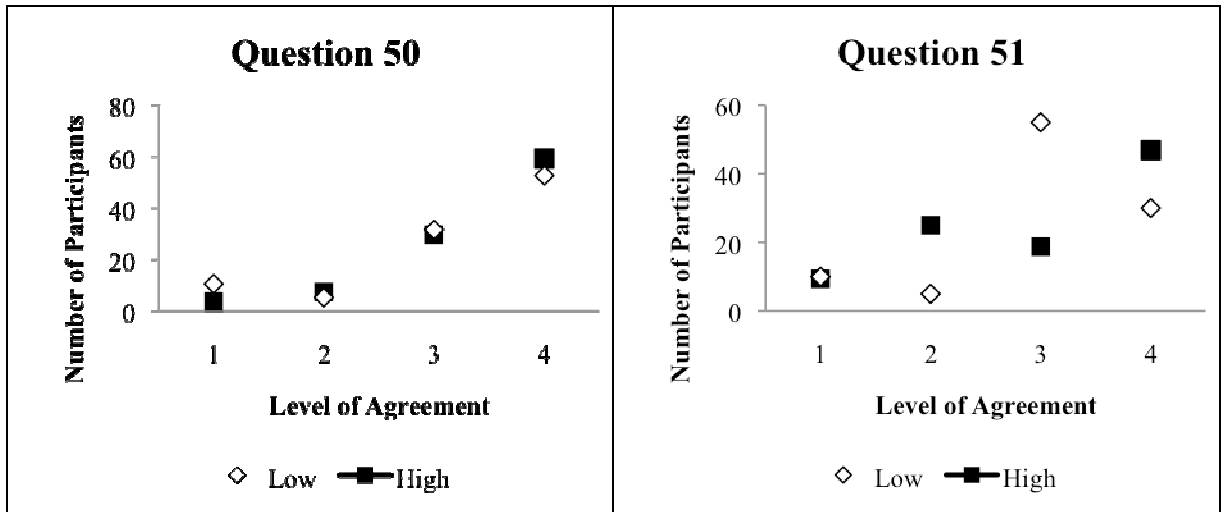 Question 50
Number of Participants
80
60
40
20
0
1 2 3 4
Level of Agreement
Low High
Question 51
Number of Participants
60
40
20
0
1 2 3 4
Level of Agreement
Low High